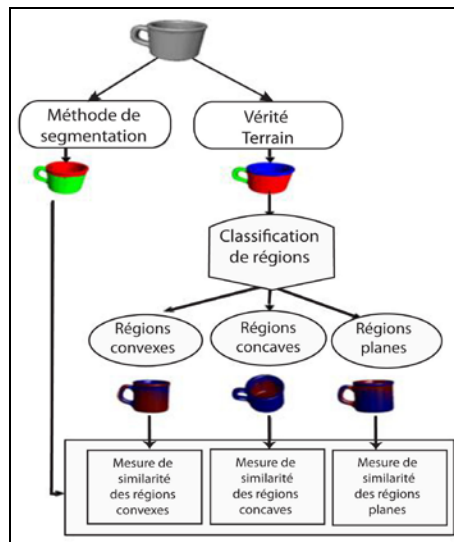 Méthode de
segmentation
Vérité
Terrain
Classification
de régions
Régions
convexes
Régions
concaves
Régions
planes
Mesure de
similarité
des régions
convexes
Mesure de
similarité
des régions
concaves
Mesure de
similarité
des régions
planes